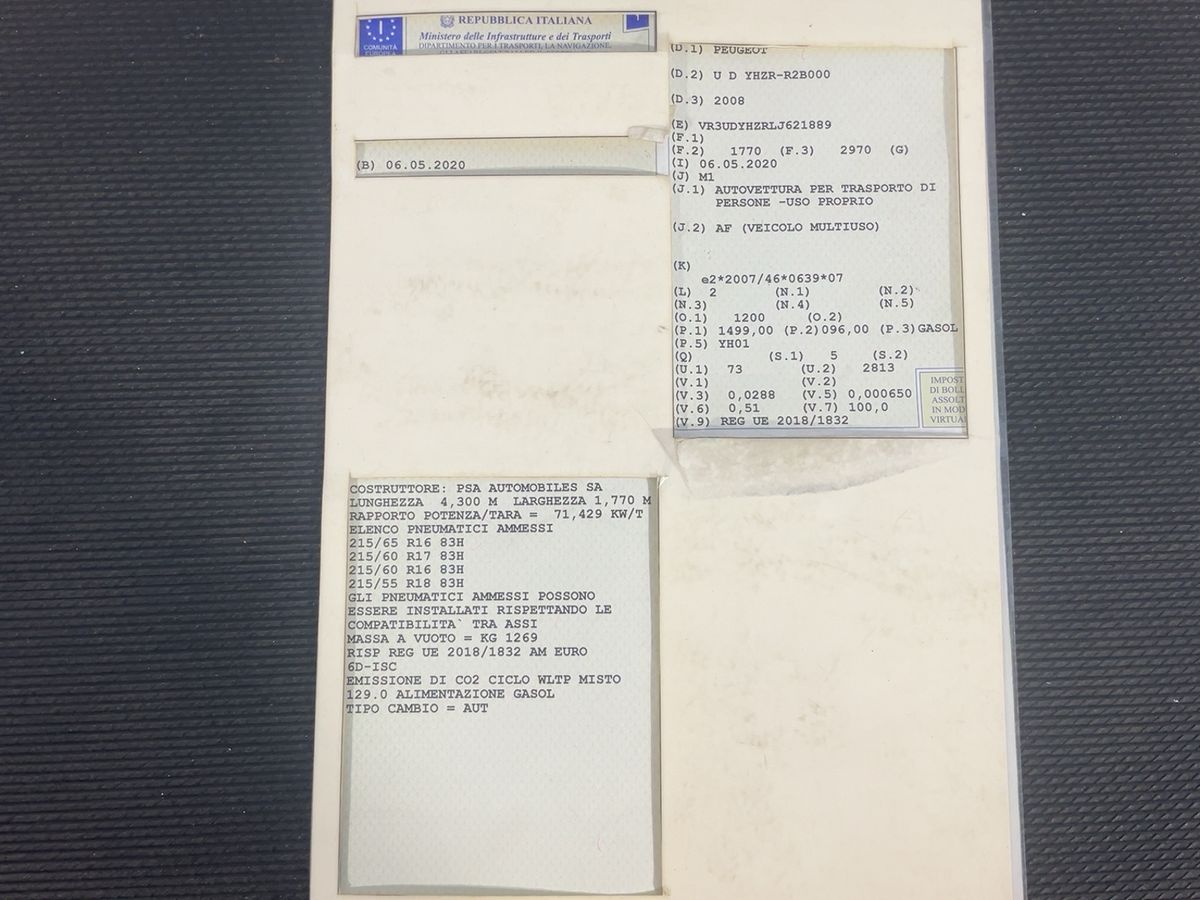 REPUBBLICA ITALIANA
Ministero delle Infrastrutture e dei Trasporti
DIPARTIMENTO PER I TRASPORTI, LA NAVIGAZIONE,
COMUNITÀ
EUROPEA
(B) 06.05.2020
(D.1) PEUGEOT
(D.2) U D YHZR-R2B000
(D.3) 2008
(E) VR3UDYHZRLJ621889
(F.1)
(F.2) 1770 (F.3) 2970 (G)
(I) 06.05.2020
(J) M1
(J.1) AUTOVETTURA PER TRASPORTO DI
PERSONE -USO PROPRIO
(J.2) AF (VEICOLO MULTIUSO)
(K)
e2*2007/46*0639*07
(L) 2 (N.1) (N.2)
(N.3) (N.4) (N.5)
(O.1) 1200 (O.2)
(P.1) 1499,00 (P.2)096,00 (P.3)GASOL
(P.5) YH01
(Q) (S.1) 5 (S.2)
(U.1) 73 (U.2) 2813
(V.1) (V.2)
(V.3) 0,0288 (V.5) 0,000650
(V.6) 0,51 (V.7) 100,0
(V.9) REG UE 2018/1832
IMPOST
DI BOLL
ASSOLT
IN MOD
VIRTUA
COSTRUTTORE: PSA AUTOMOBILES SA
LUNGHEZZA 4,300 M LARGHEZZA 1,770 M
RAPPORTO POTENZA/TARA = 71,429 KW/T
ELENCO PNEUMATICI AMMESSI
215/65 R16 83H
215/60 R17 83H
215/60 R16 83H
215/55 R18 83H
GLI PNEUMATICI AMMESSI POSSONO
ESSERE INSTALLATI RISPETTANDO LE
COMPATIBILITA` TRA ASSI
MASSA A VUOTO = KG 1269
RISP REG UE 2018/1832 AM EURO
6D-ISC
EMISSIONE DI CO2 CICLO WLTP MISTO
129.0 ALIMENTAZIONE GASOL
TIPO CAMBIO = AUT